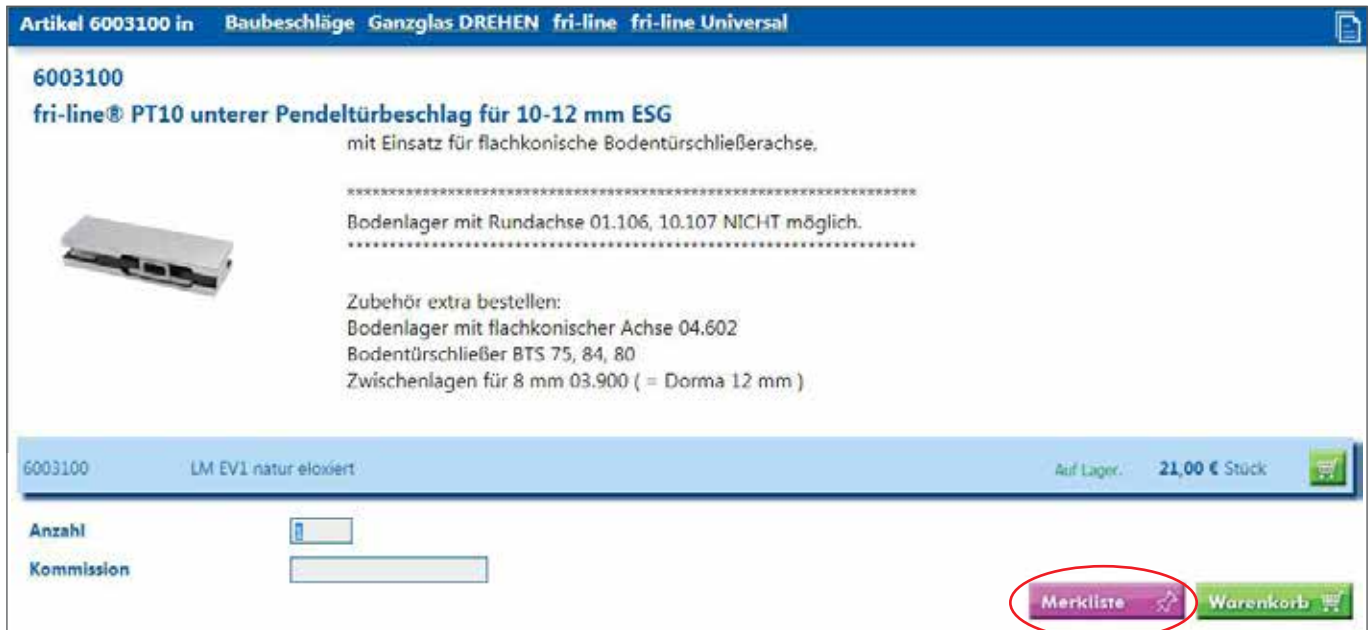 Artikel 6003100 in Baubeschläge Ganzglas DREHEN fri-line fri-line Universal
6003100
fri-line® PT10 unterer Pendeltürbeschlag für 10-12 mm ESG
mit Einsatz für flachkonische Bodentürschließerachse,
**********************************************************************
Bodenlager mit Rundachse 01.106, 10.107 NICHT möglich.
**********************************************************************
Zubehör extra bestellen:
Bodenlager mit flachkonischer Achse 04.602
Bodentürschließer BTS 75, 84, 80
Zwischenlagen für 8 mm 03.900 ( = Dorma 12 mm )
6003100 LM EV1 natur eloxiert Auf Lager. 21,00 € Stück
Anzahl 1
Kommission
Merkliste Warenkorb